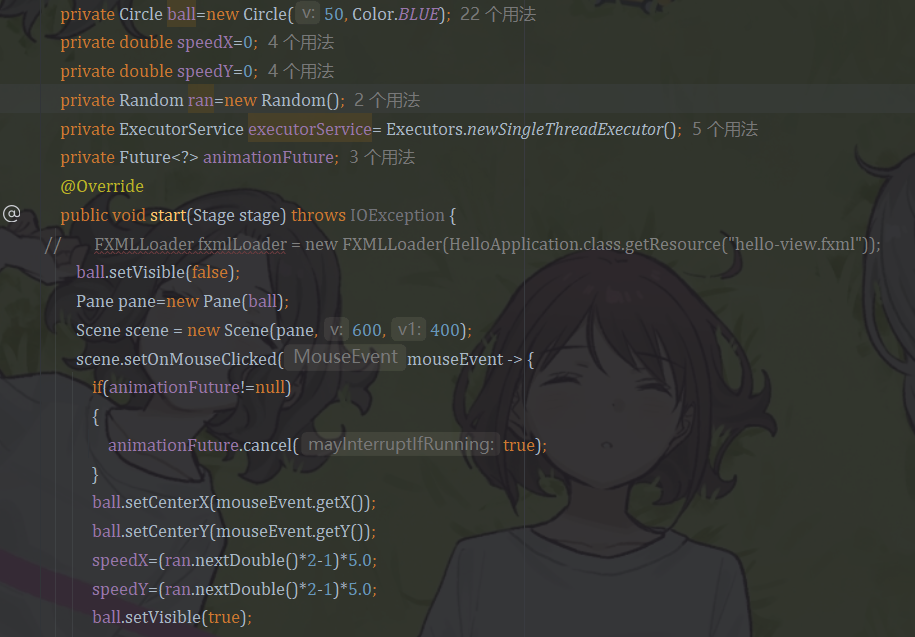 private Circle ball=new Circle( v: 50, Color.BLUE); 22 个用法
private double speedX=0; 4 个用法
private double speedY=0; 4 个用法
private Random ran=new Random(); 2 个用法
private ExecutorService executorService= Executors.newSingleThreadExecutor(); 5 个用法
private Future<?> animationFuture; 3 个用法
@Override
public void start(Stage stage) throws IOException {
//      FXMLLoader fxmlLoader = new FXMLLoader(HelloApplication.class.getResource("hello-view.fxml"));
ball.setVisible(false);
Pane pane=new Pane(ball);
Scene scene = new Scene(pane, v: 600, v1: 400);
scene.setOnMouseClicked( MouseEvent mouseEvent -> {
if(animationFuture!=null)
{
animationFuture.cancel( mayInterruptIfRunning: true);
}
ball.setCenterX(mouseEvent.getX());
ball.setCenterY(mouseEvent.getY());
speedX=(ran.nextDouble()*2-1)*5.0;
speedY=(ran.nextDouble()*2-1)*5.0;
ball.setVisible(true);